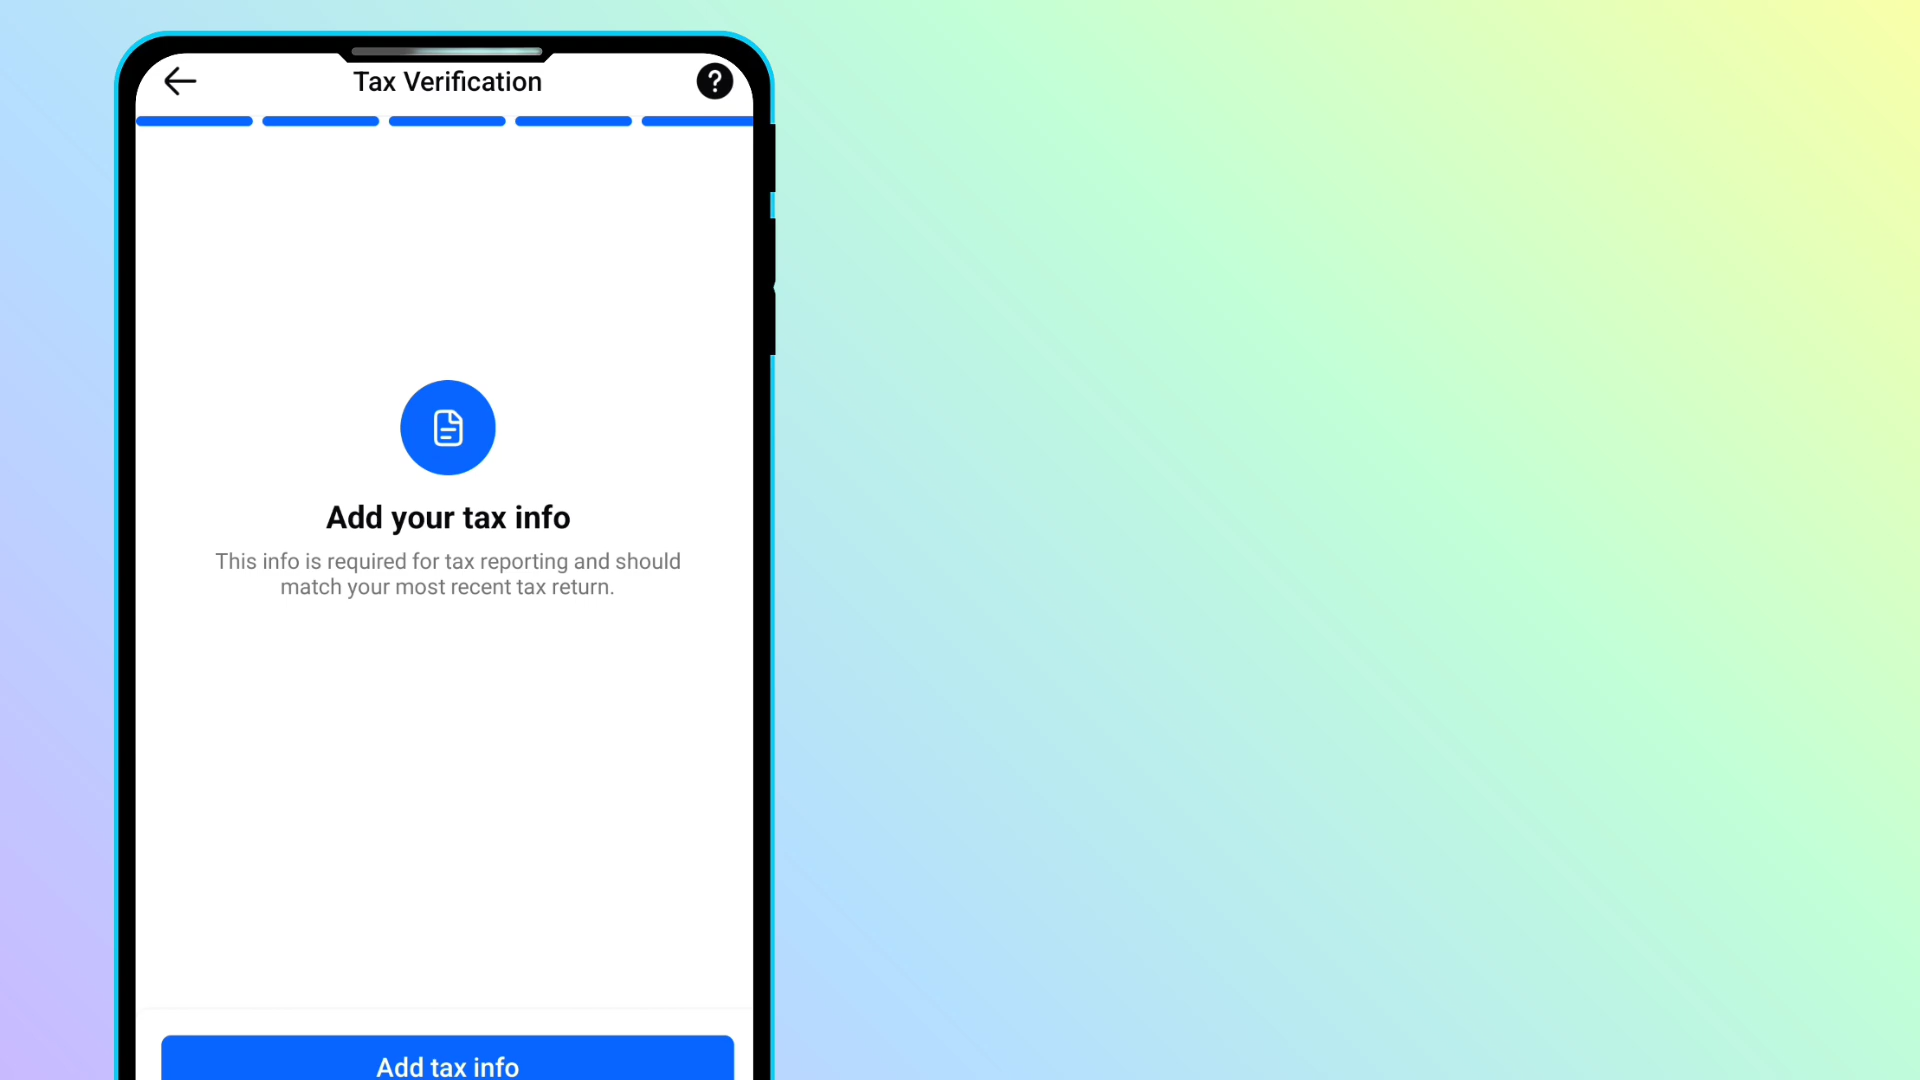 Tax Verification
?
Add your tax info
This info is required for tax reporting and should
match your most recent tax return.
Add tax info